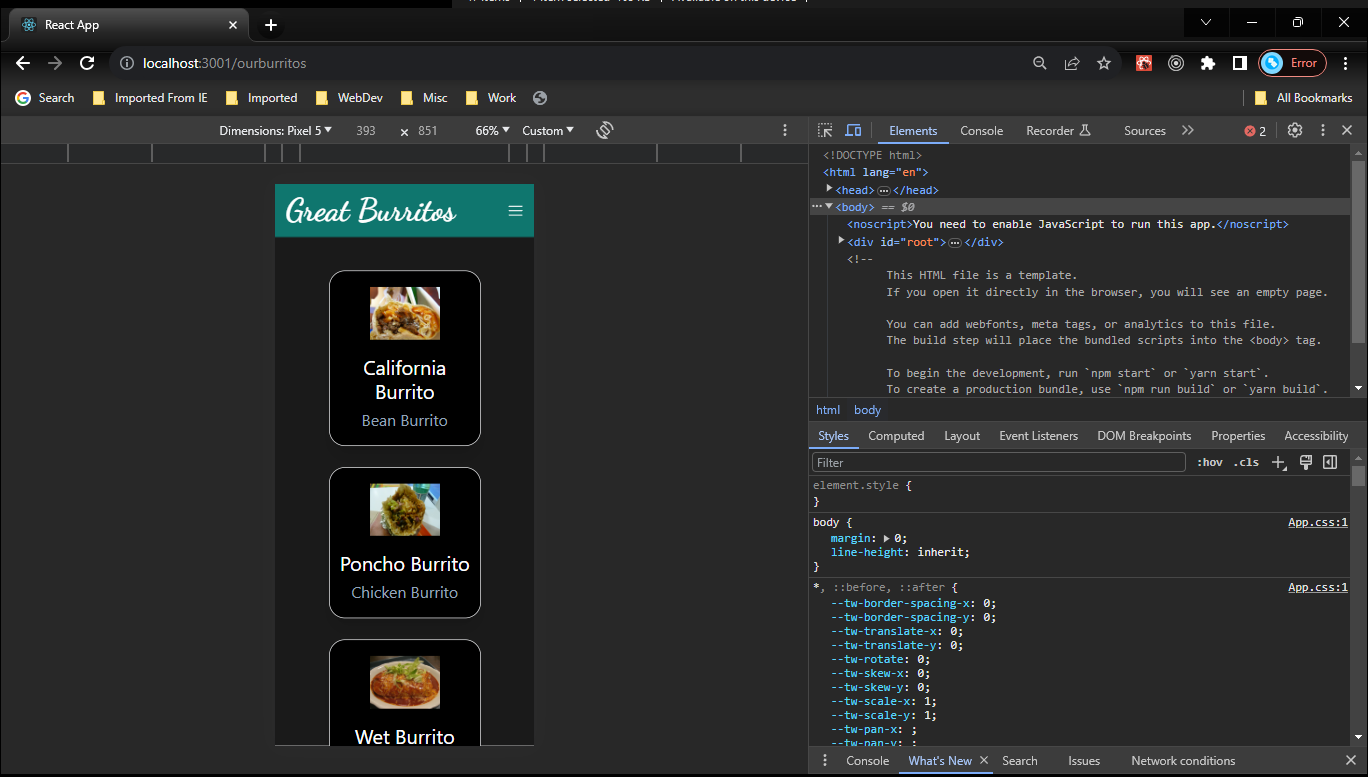 React App
localhost:3001/ourburritos
Error
Search Imported From IE Imported WebDev Misc Work All Bookmarks
Dimensions: Pixel 5 393 × 851 66% Custom
Great Burritos
California
Burrito
Bean Burrito
Poncho Burrito
Chicken Burrito
Wet Burrito
Elements Console Recorder Sources 2
<!DOCTYPE html>
<html lang="en">
<head> … </head>
<body> == $0
<noscript>You need to enable JavaScript to run this app.</noscript>
<div id="root"> … </div>
<!--
This HTML file is a template.
If you open it directly in the browser, you will see an empty page.
You can add webfonts, meta tags, or analytics to this file.
The build step will place the bundled scripts into the <body> tag.
To begin the development, run `npm start` or `yarn start`.
To create a production bundle, use `npm run build` or `yarn build`.
html body
Styles Computed Layout Event Listeners DOM Breakpoints Properties Accessibility
Filter :hov .cls
element.style {
}
body { App.css:1
margin: 0;
line-height: inherit;
}
*, ::before, ::after { App.css:1
--tw-border-spacing-x: 0;
--tw-border-spacing-y: 0;
--tw-translate-x: 0;
--tw-translate-y: 0;
--tw-rotate: 0;
--tw-skew-x: 0;
--tw-skew-y: 0;
--tw-scale-x: 1;
--tw-scale-y: 1;
--tw-pan-x: ;
--tw-pan-y: ;
Console What's New Search Issues Network conditions